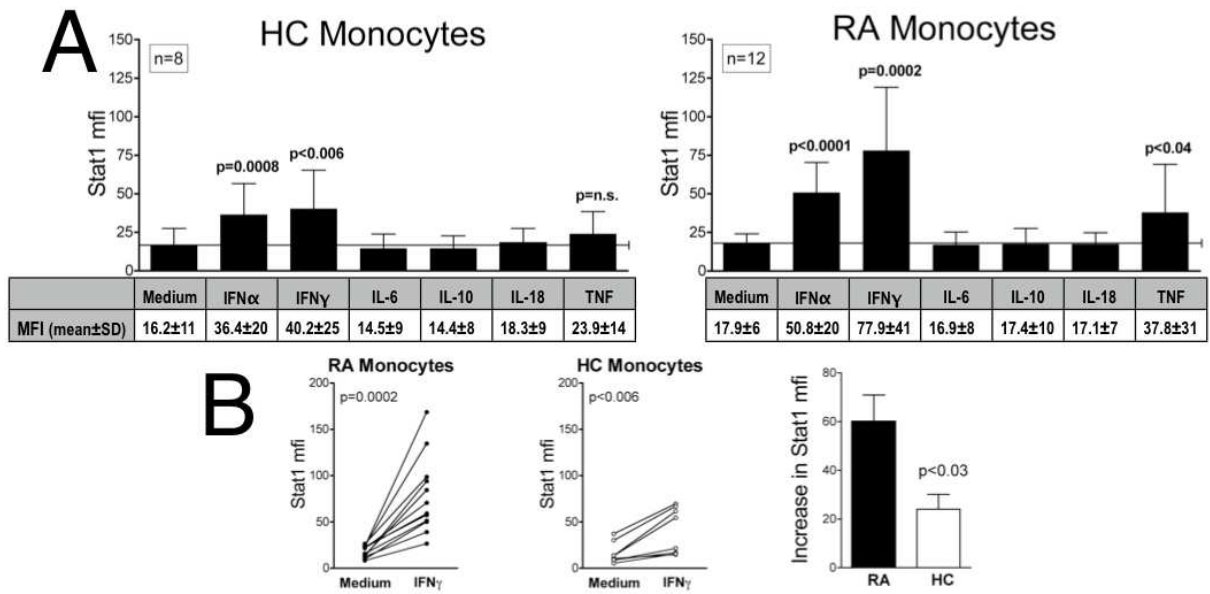 A
HC Monocytes
n=8
Stat1 mfi
150
125
100
75
50
25
0
p=0.0008
p<0.006
p=n.s.
Medium IFNα IFNγ IL-6 IL-10 IL-18 TNF
MFI (mean±SD) 16.2±11 36.4±20 40.2±25 14.5±9 14.4±8 18.3±9 23.9±14
RA Monocytes
n=12
Stat1 mfi
150
125
100
75
50
25
0
p<0.0001
p=0.0002
p<0.04
Medium IFNα IFNγ IL-6 IL-10 IL-18 TNF
17.9±6 50.8±20 77.9±41 16.9±8 17.4±10 17.1±7 37.8±31
B
RA Monocytes
p=0.0002
Stat1 mfi
200
150
100
50
0
Medium IFNγ
HC Monocytes
p<0.006
Stat1 mfi
200
150
100
50
0
Medium IFNγ
Increase in Stat1 mfi
80
60
40
20
0
p<0.03
RA HC